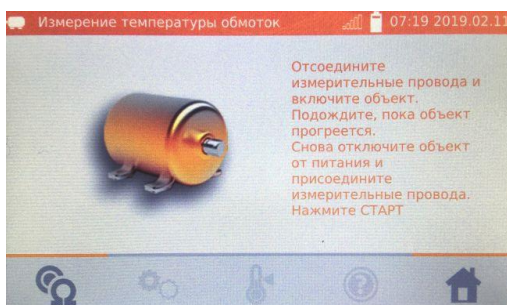 Измерение температуры обмоток
07:19 2019.02.11
Отсоедините
измерительные провода и
включите объект.
Подождите, пока объект
прогреется.
Снова отключите объект
от питания и
присоедините
измерительные провода.
Нажмите СТАРТ